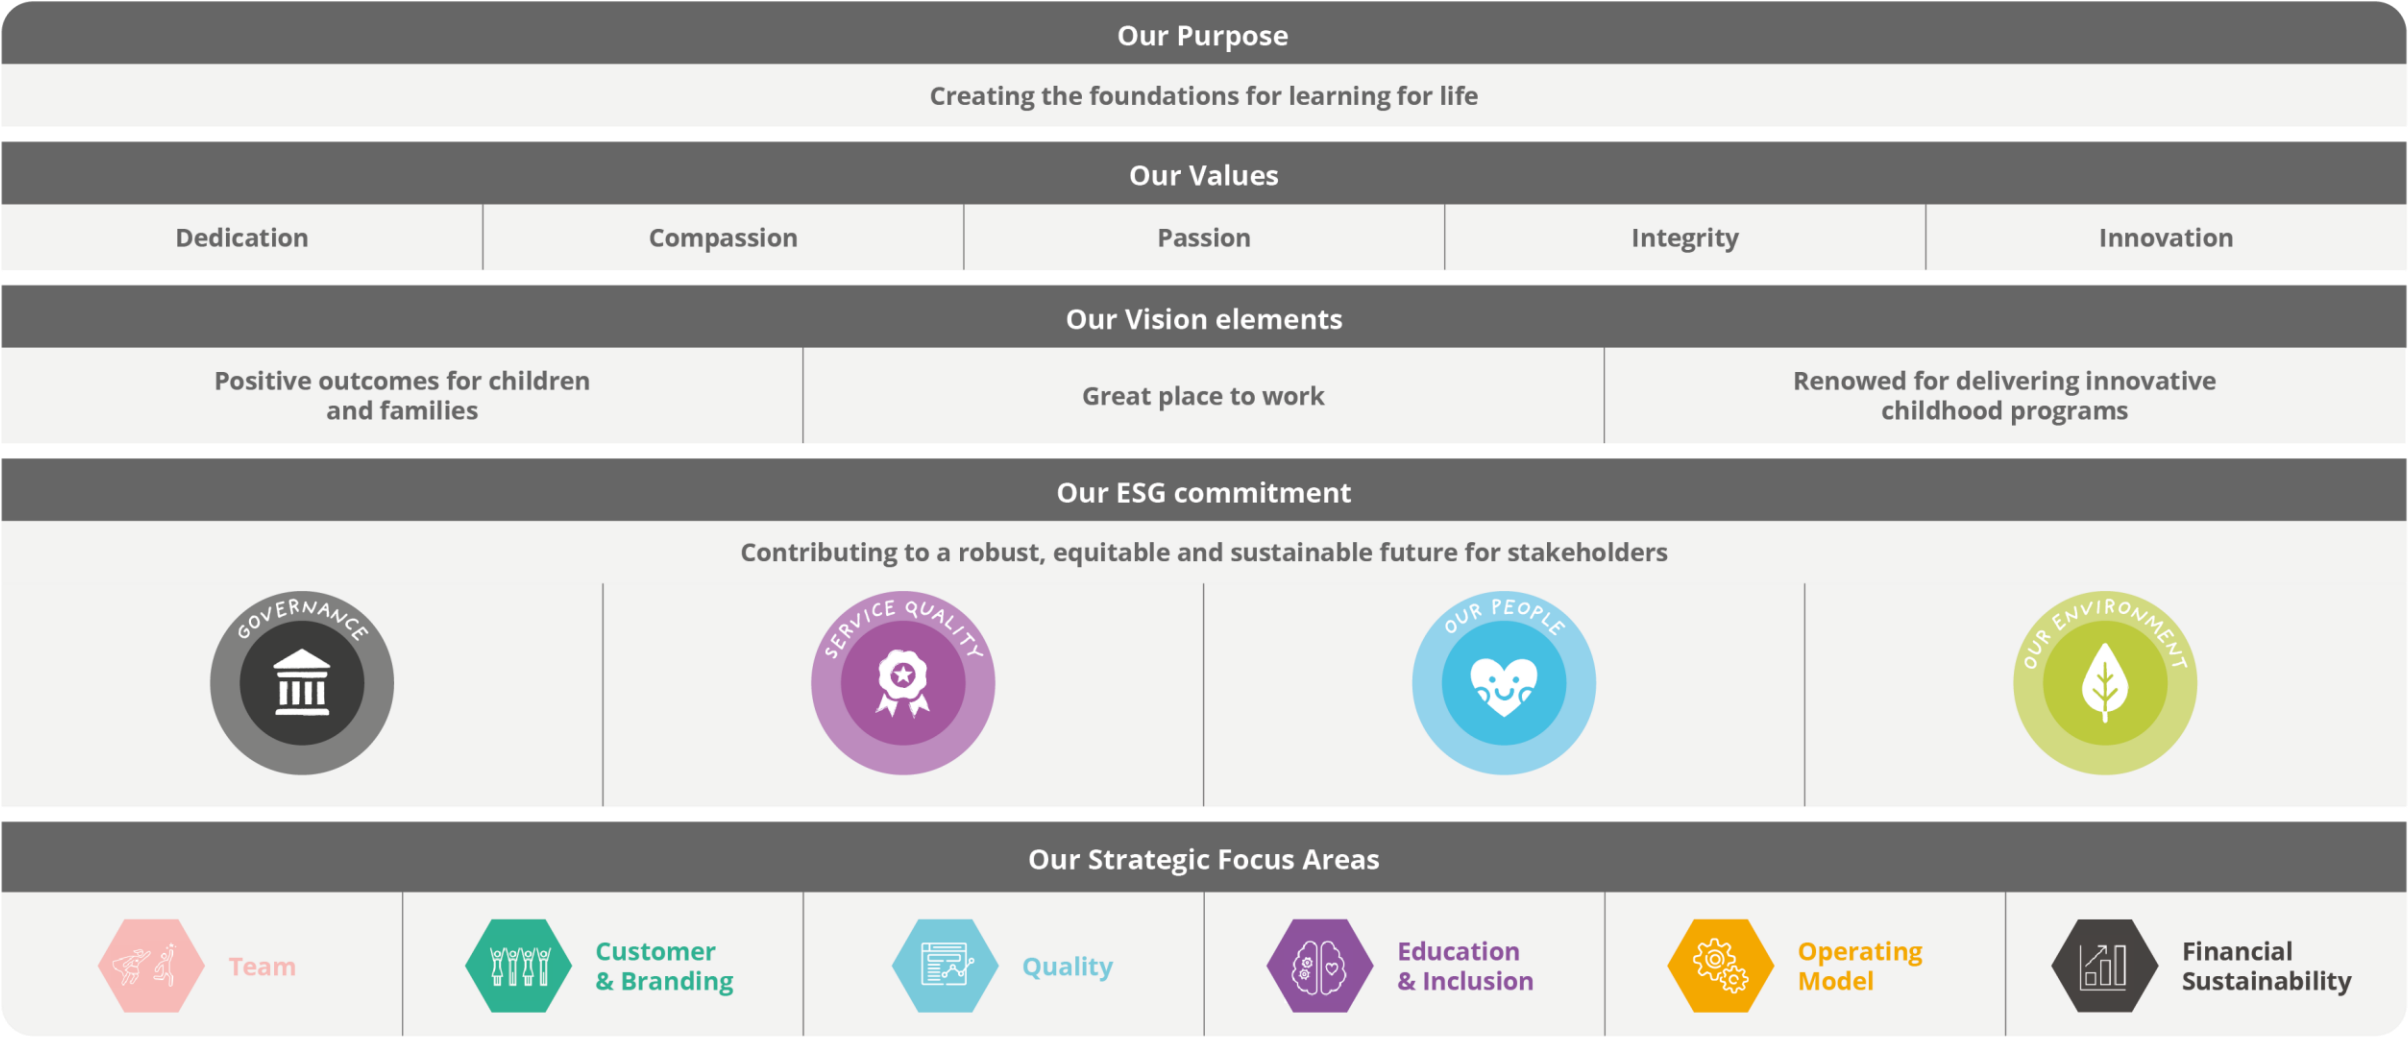 Our Purpose
Creating the foundations for learning for life
Our Values
Dedication
Compassion
Passion
Integrity
Innovation
Our Vision elements
Positive outcomes for children
and families
Great place to work
Renowed for delivering innovative
childhood programs
Our ESG commitment
Contributing to a robust, equitable and sustainable future for stakeholders
GOVERNANCE
SERVICE QUALITY
OUR PEOPLE
OUR ENVIRONMENT
Our Strategic Focus Areas
Team
Customer
& Branding
Quality
Education
& Inclusion
Operating
Model
Financial
Sustainability